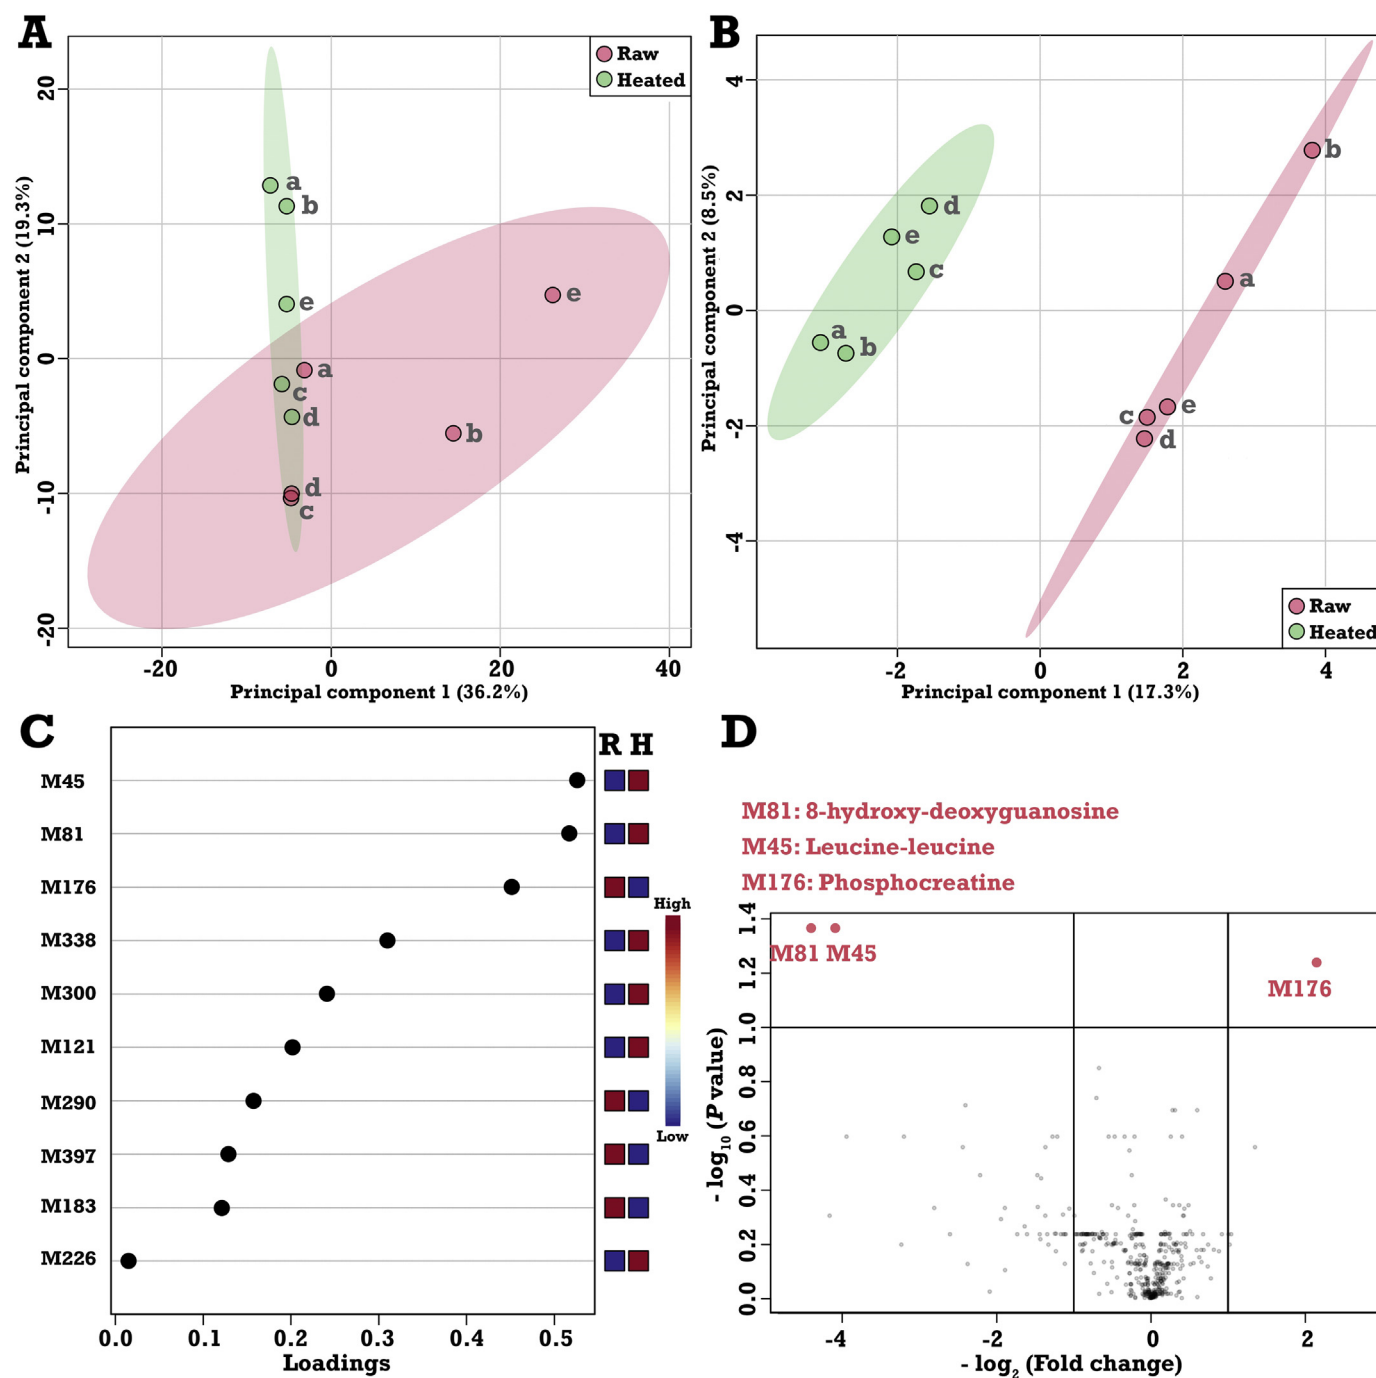 A
Raw
Heated
a
b
e
a
c
d
e
b
d
c
20
10
0
-10
-20
Principal component 2 (19.3%)
-20 0 20 40
Principal component 1 (36.2%)
B
b
d
e
c
a
a
b
c
e
d
4
2
0
-2
-4
Principal component 2 (8.5%)
Raw
Heated
-2 0 2 4
Principal component 1 (17.3%)
C
R H
M45
M81
M176
M338
M300
M121
M290
M397
M183
M226
High
Low
0.0 0.1 0.2 0.3 0.4 0.5
Loadings
D
M81: 8-hydroxy-deoxyguanosine
M45: Leucine-leucine
M176: Phosphocreatine
M81 M45
M176
1.4
1.2
1.0
0.8
0.6
0.4
0.2
0.0
- log10 (P value)
-4 -2 0 2
- log2 (Fold change)